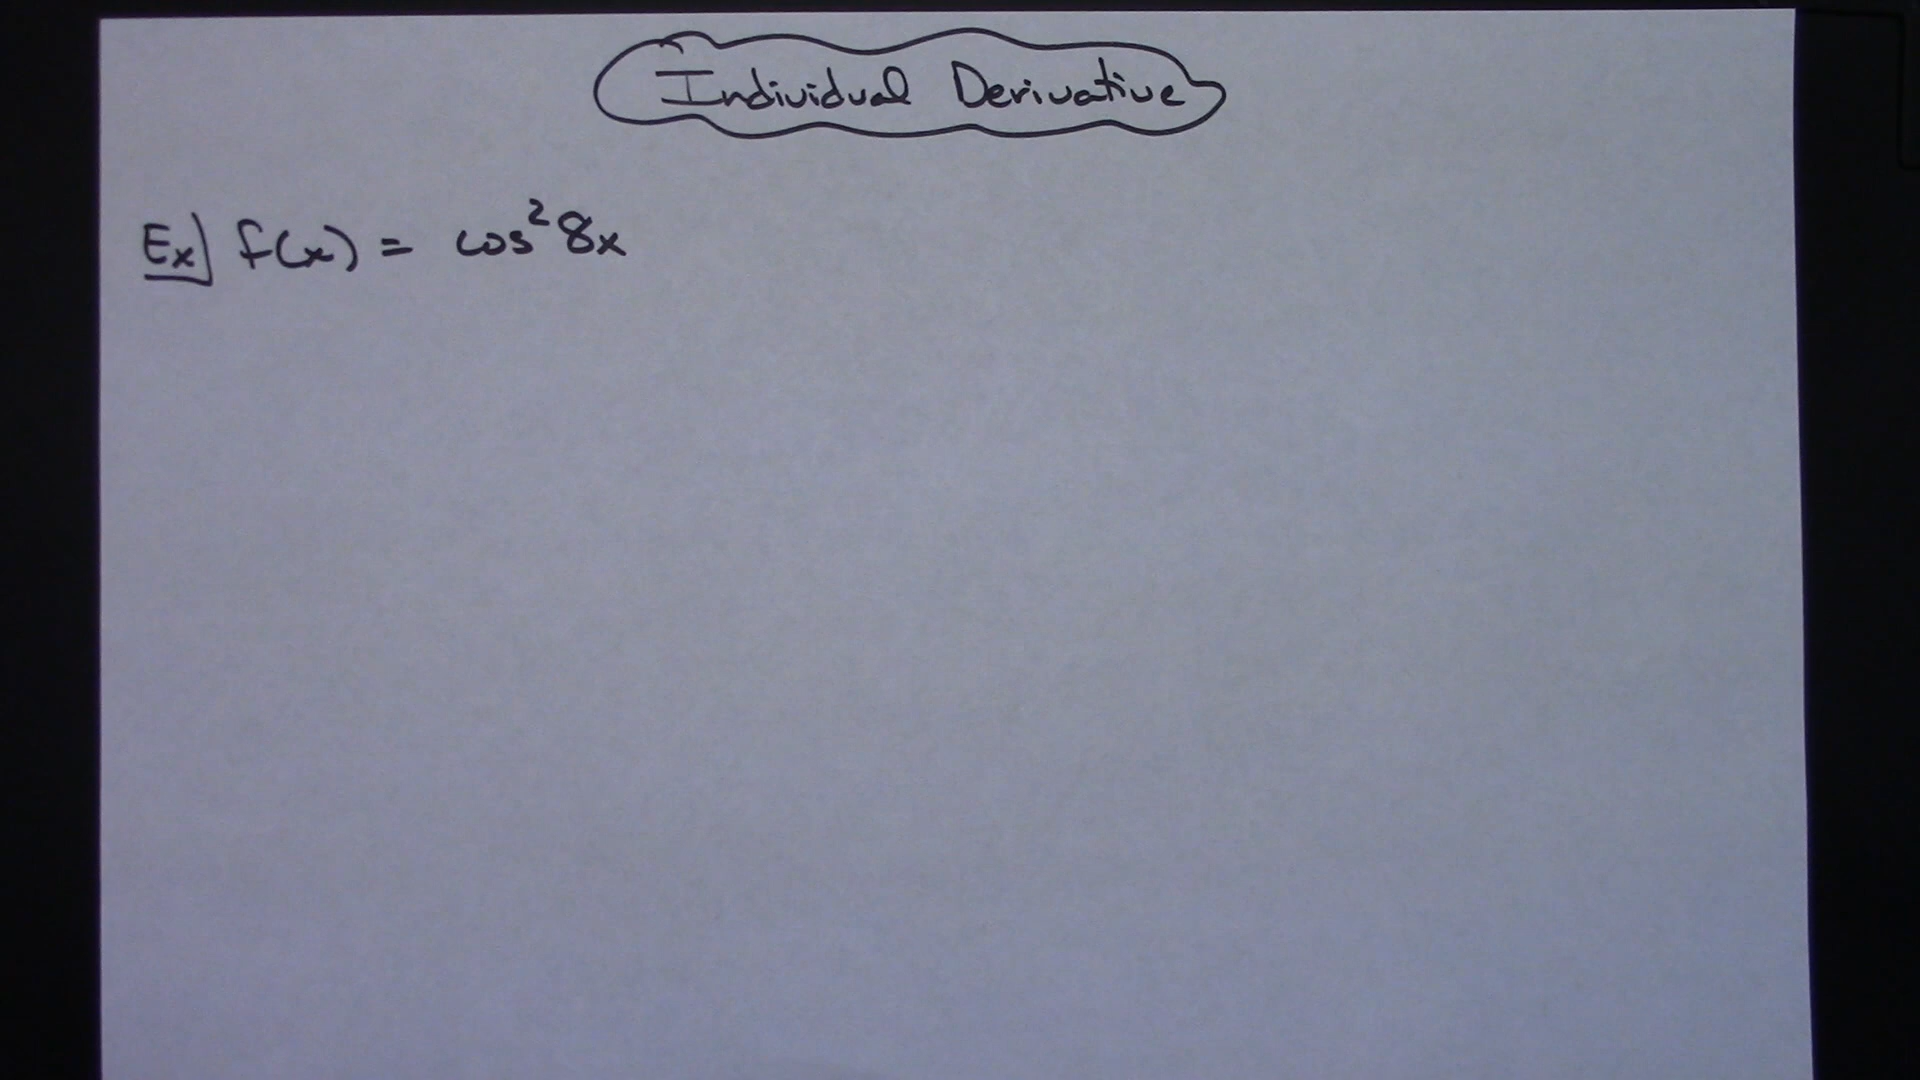 Individual Derivative
Ex] f(x) = cos²8x